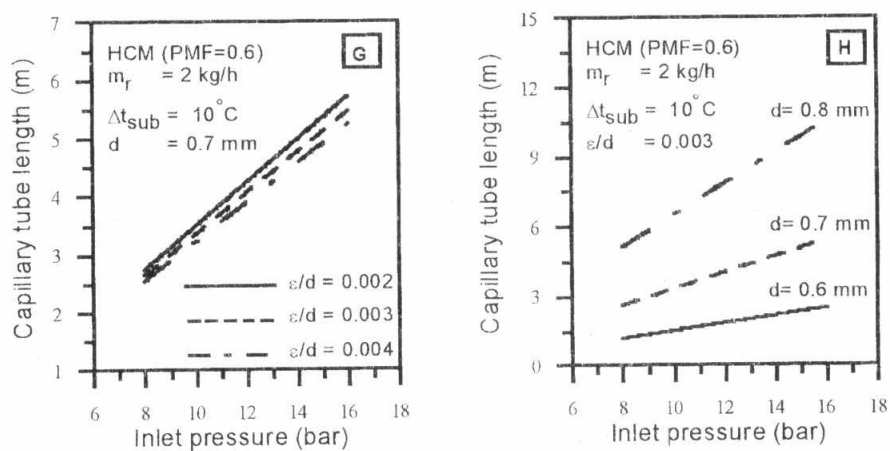 7
6
5
4
3
2
1
Capillary tube length (m)
HCM (PMF=0.6)
G
m_r = 2 kg/h
Δt_sub = 10°C
d = 0.7 mm
ε/d = 0.002
ε/d = 0.003
ε/d = 0.004
6 8 10 12 14 16 18
Inlet pressure (bar)
15
12
9
6
3
0
Capillary tube length (m)
HCM (PMF=0.6)
H
m_r = 2 kg/h
Δt_sub = 10°C
ε/d = 0.003
d= 0.8 mm
d= 0.7 mm
d= 0.6 mm
6 8 10 12 14 16 18
Inlet pressure (bar)